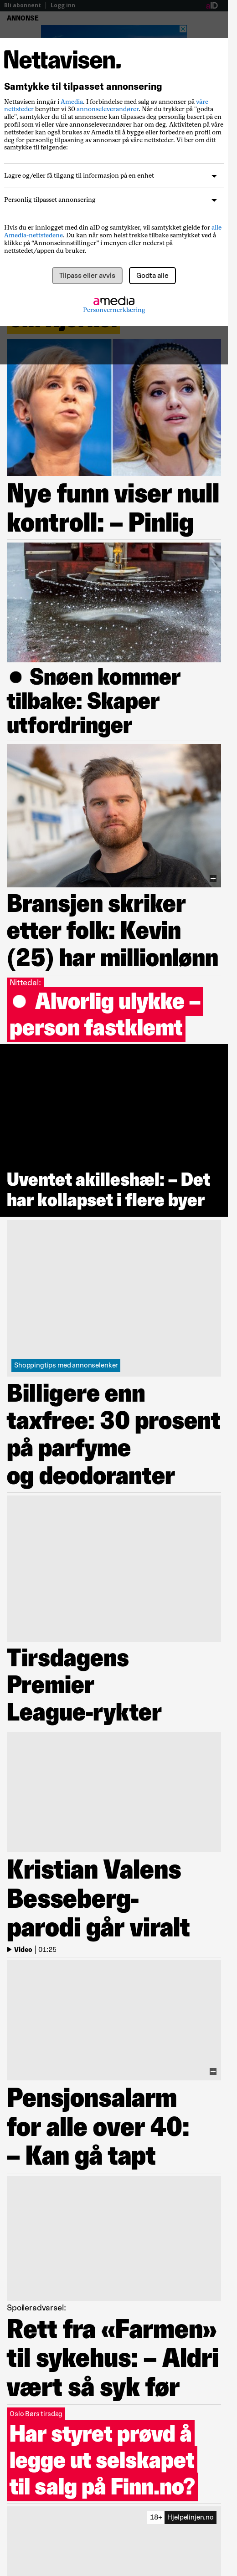 Bli abonnent
Logg inn
ANNONSE
Nettavisen.
Samtykke til tilpasset annonsering
Nettavisen inngår i Amedia. I forbindelse med salg av annonser på våre
nettsteder benytter vi 30 annonseleverandører. Når du trykker på "godta
alle", samtykker du til at annonsene kan tilpasses deg personlig basert på en
profil som vi og/eller våre annonseleverandører har om deg. Aktiviteten på våre
nettsteder kan også brukes av Amedia til å bygge eller forbedre en profil om
deg for personlig tilpasning av annonser på våre nettsteder. Vi ber om ditt
samtykke til følgende:
Lagre og/eller få tilgang til informasjon på en enhet
Personlig tilpasset annonsering
Hvis du er innlogget med din aID og samtykker, vil samtykket gjelde for alle
Amedia-nettstedene. Du kan når som helst trekke tilbake samtykket ved å
klikke på “Annonseinnstillinger” i menyen eller nederst på
nettstedet/appen du bruker.
Tilpass eller avvis
Godta alle
amedia
Personvernerklæring
Nye funn viser null
kontroll: – Pinlig
● Snøen kommer
tilbake: Skaper
utfordringer
Bransjen skriker
etter folk: Kevin
(25) har millionlønn
Nittedal:
● Alvorlig ulykke –
person fastklemt
Uventet akilleshæl: – Det
har kollapset i flere byer
Shoppingtips med annonselenker
Billigere enn
taxfree: 30 prosent
på parfyme
og deodoranter
Tirsdagens
Premier
League-rykter
Kristian Valens
Besseberg-
parodi går viralt
Video | 01:25
Pensjonsalarm
for alle over 40:
– Kan gå tapt
Spoileradvarsel:
Rett fra «Farmen»
til sykehus: – Aldri
vært så syk før
Oslo Børs tirsdag
Har styret prøvd å
legge ut selskapet
til salg på Finn.no?
18+
Hjelpelinjen.no